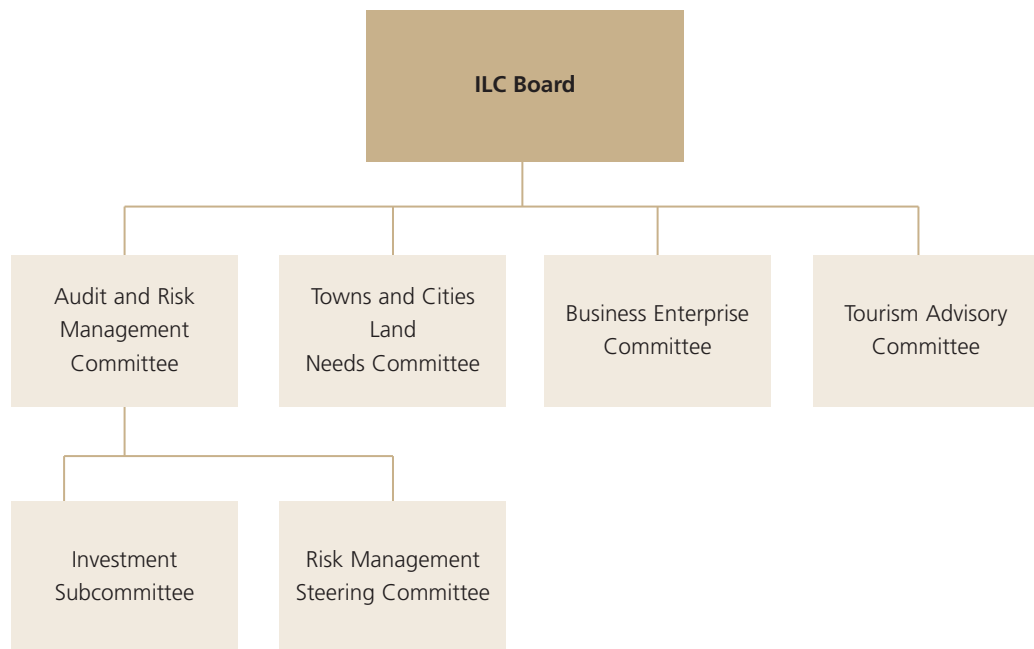 ILC Board
Audit and Risk
Management
Committee
Towns and Cities
Land
Needs Committee
Business Enterprise
Committee
Tourism Advisory
Committee
Investment
Subcommittee
Risk Management
Steering Committee